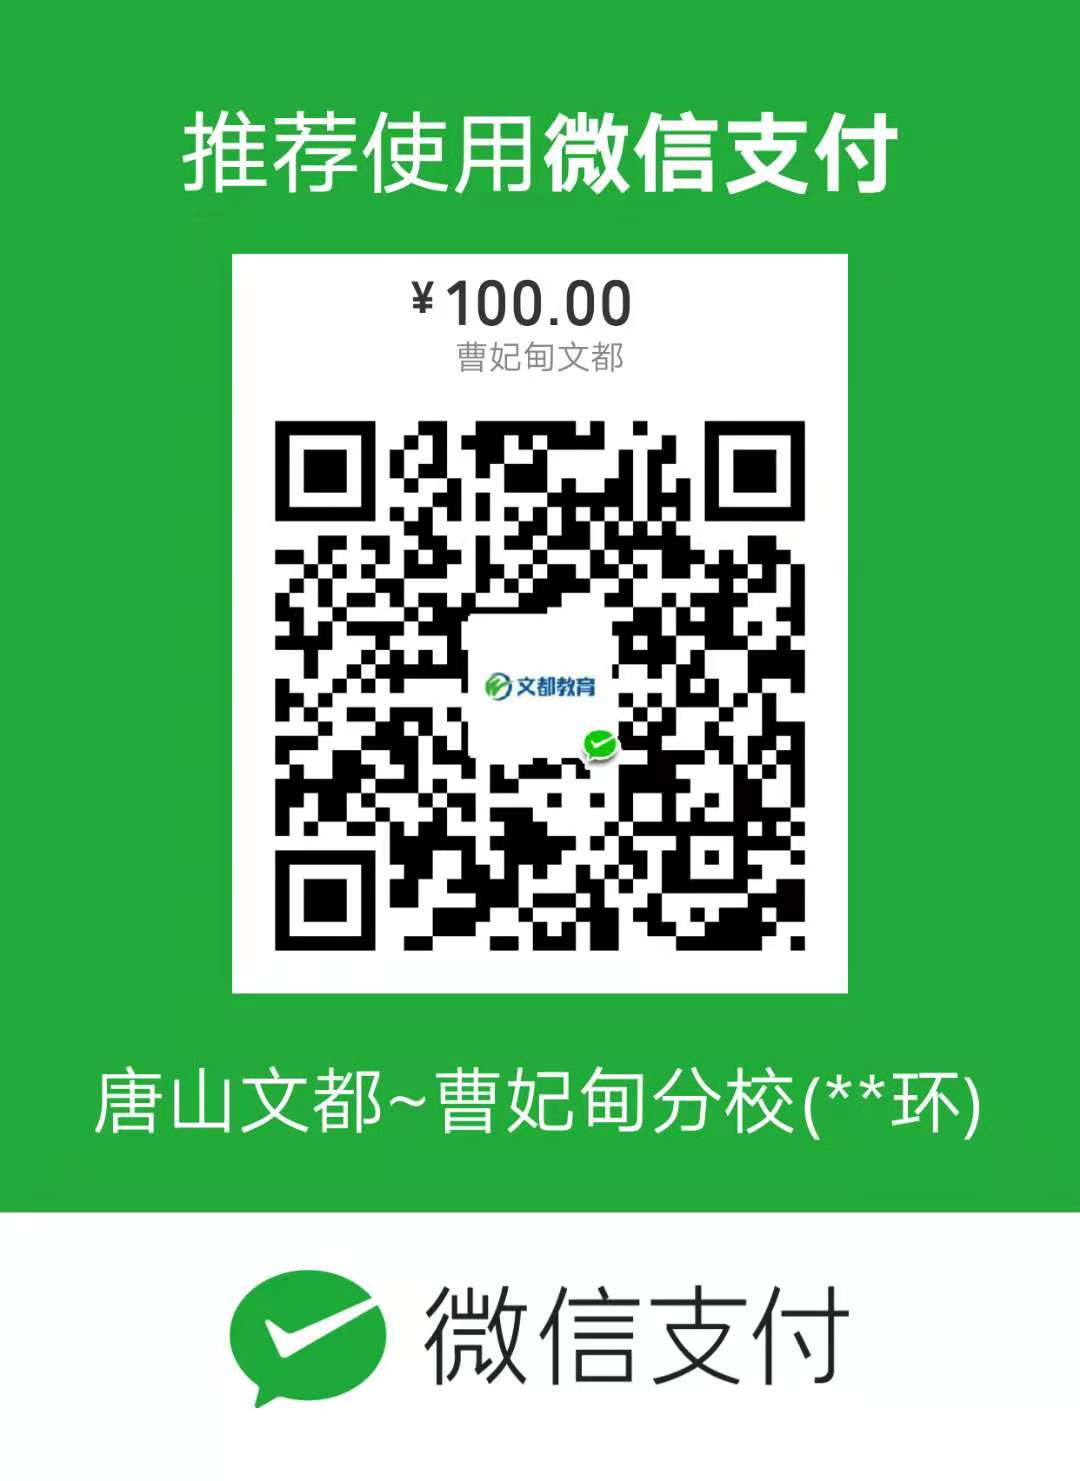 推荐使用微信支付
¥100.00
曹妃甸文都
文都教育
唐山文都~曹妃甸分校(**环)
微信支付